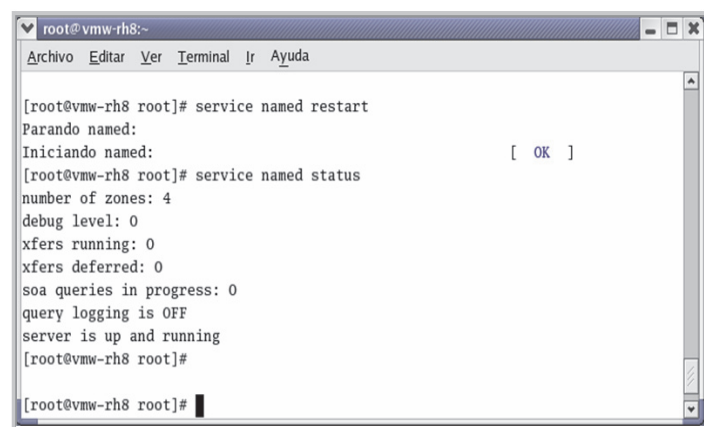 root@vmw-rh8:~
Archivo Editar Ver Terminal Ir Ayuda
[root@vmw-rh8 root]# service named restart
Parando named:
Iniciando named: [ OK ]
[root@vmw-rh8 root]# service named status
number of zones: 4
debug level: 0
xfers running: 0
xfers deferred: 0
soa queries in progress: 0
query logging is OFF
server is up and running
[root@vmw-rh8 root]#
[root@vmw-rh8 root]#